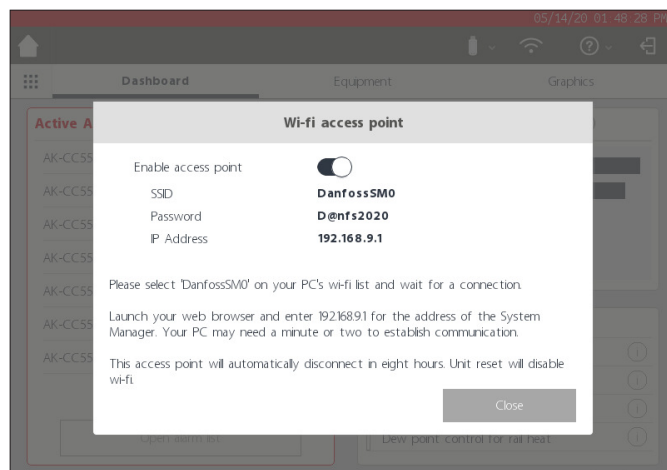 05/14/20 01:48:28 PM
Dashboard Equipment Graphics
Active A
Wi-fi access point
AK-CC55
AK-CC55
AK-CC55
AK-CC55
AK-CC55
AK-CC55
AK-CC55
Enable access point
SSID DanfossSM0
Password D@nfs2020
IP Address 192.168.9.1
Please select 'DanfossSM0' on your PC's wi-fi list and wait for a connection.
Launch your web browser and enter 192.168.9.1 for the address of the System
Manager. Your PC may need a minute or two to establish communication.
This access point will automatically disconnect in eight hours. Unit reset will disable
wi-fi.
Close
Open alarm list
Dew point control for rail heat